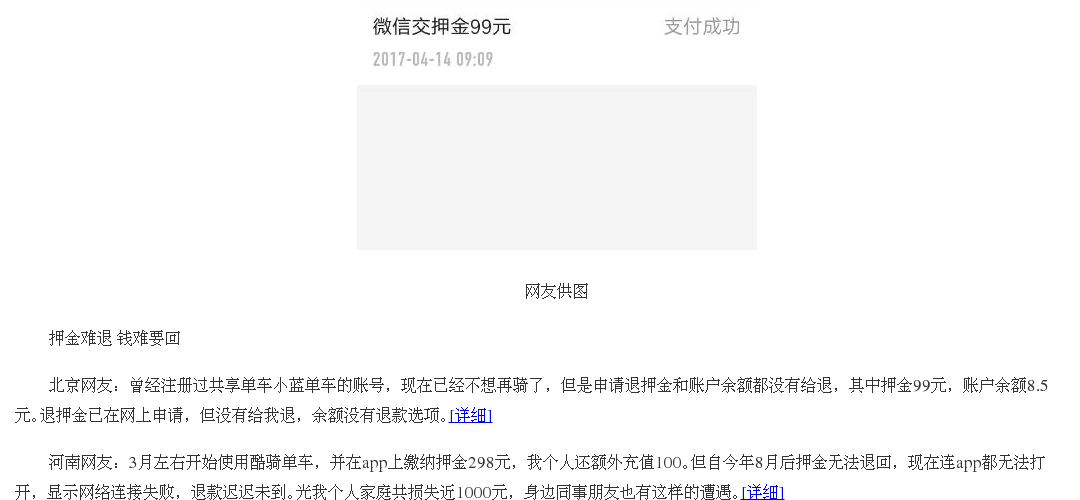 微信交押金99元 支付成功
2017-04-14 09:09
网友供图
押金难退 钱难要回
北京网友：曾经注册过共享单车小蓝单车的账号，现在已经不想再骑了，但是申请退押金和账户余额都没有给退，其中押金99元，账户余额8.5
元。退押金已在网上申请，但没有给我退，余额没有退款选项。[详细]
河南网友：3月左右开始使用酷骑单车，并在app上缴纳押金298元，我个人还额外充值100。但自今年8月后押金无法退回，现在连app都无法打
开，显示网络连接失败，退款迟迟未到。光我个人家庭共损失近1000元，身边同事朋友也有这样的遭遇。[详细]